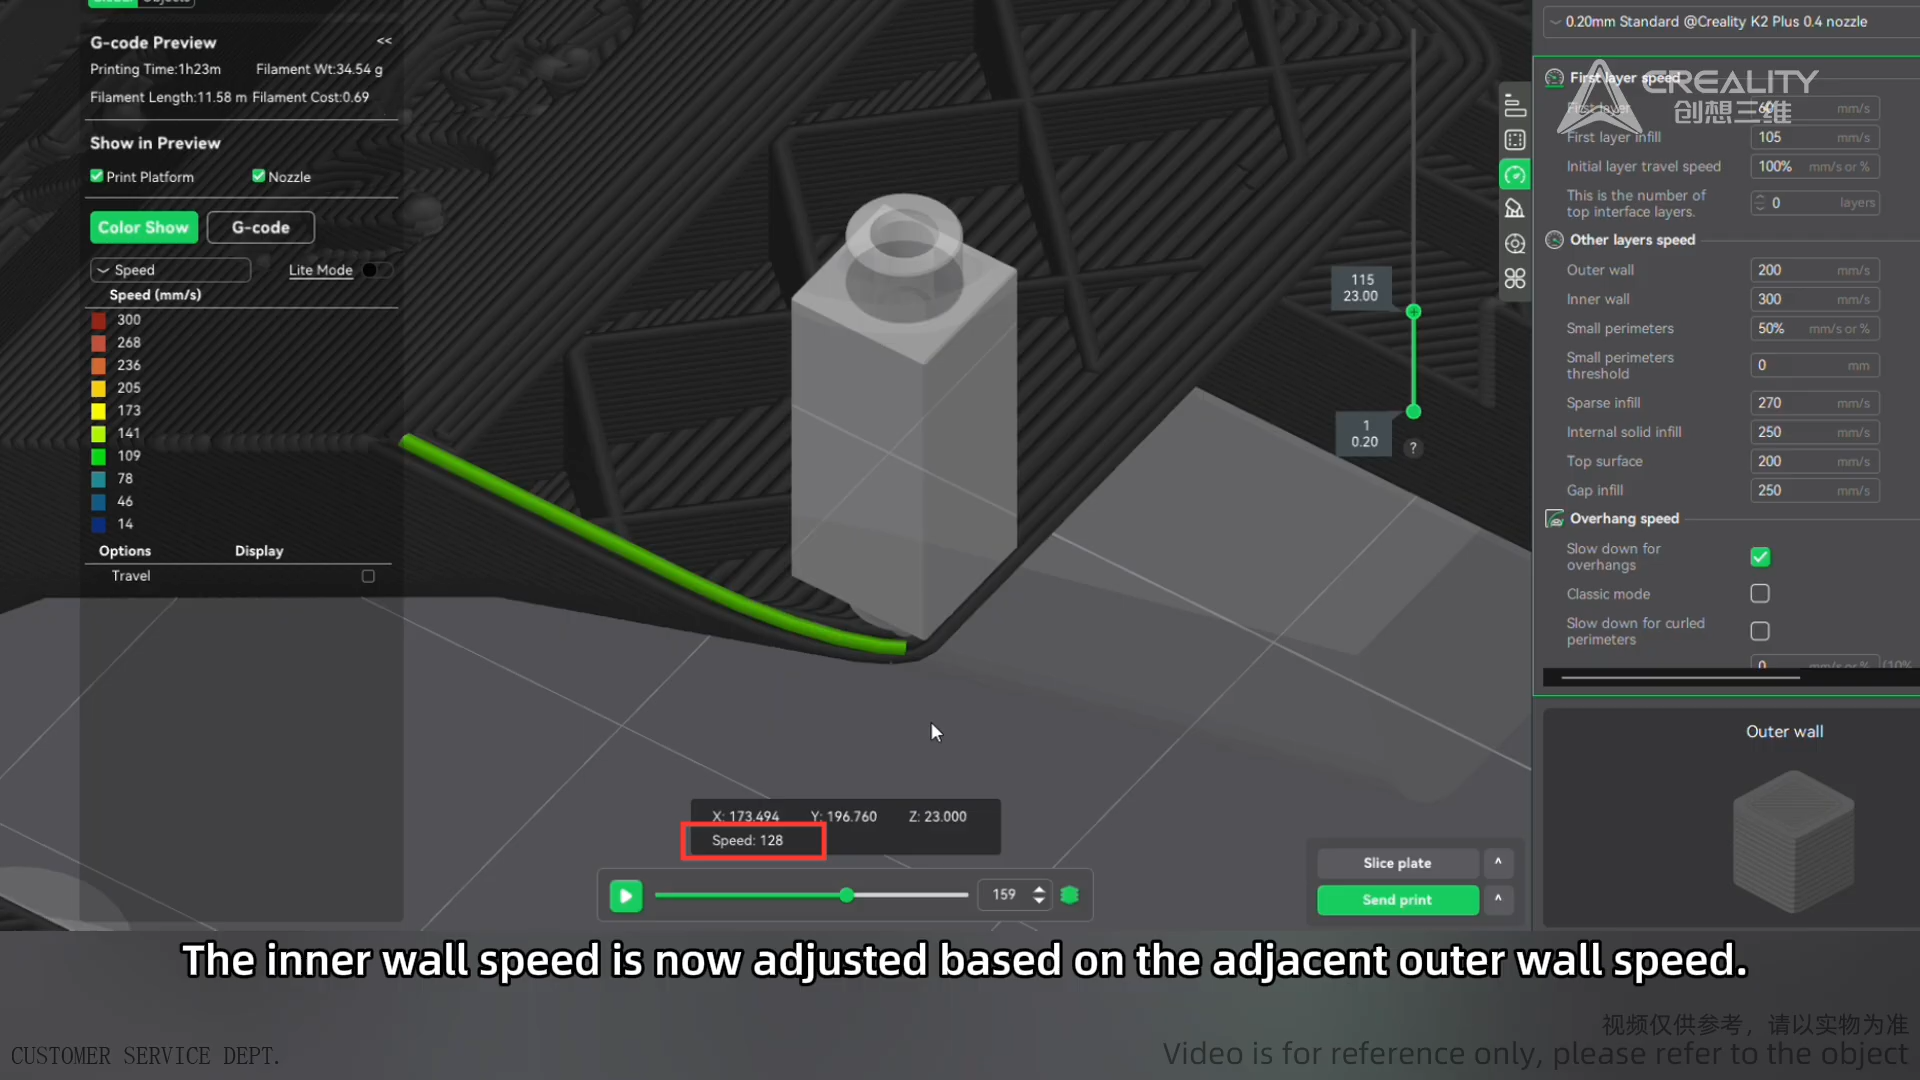 G-code Preview
<<
Printing Time:1h23m
Filament Wt:34.54 g
Filament Length:11.58 m
Filament Cost:0.69
Show in Preview
Print Platform
Nozzle
Color Show
G-code
Speed
Lite Mode
Speed (mm/s)
300
268
236
205
173
141
109
78
46
14
Options
Display
Travel
115
23.00
1
0.20
?
X: 173.494
Y: 196.760
Z: 23.000
Speed: 128
159
Slice plate
^
Send print
^
0.20mm Standard @Creality K2 Plus 0.4 nozzle
CREALITY
创想三维
First layer speed
First layer 60 mm/s
First layer infill 105 mm/s
Initial layer travel speed 100% mm/s or %
This is the number of
top interface layers. 0 layers
Other layers speed
Outer wall 200 mm/s
Inner wall 300 mm/s
Small perimeters 50% mm/s or %
Small perimeters
threshold 0 mm
Sparse infill 270 mm/s
Internal solid infill 250 mm/s
Top surface 200 mm/s
Gap infill 250 mm/s
Overhang speed
Slow down for
overhangs
Classic mode
Slow down for curled
perimeters
0 mm/s or % (10%
Outer wall
The inner wall speed is now adjusted based on the adjacent outer wall speed.
视频仅供参考，请以实物为准
CUSTOMER SERVICE DEPT.
Video is for reference only, please refer to the object